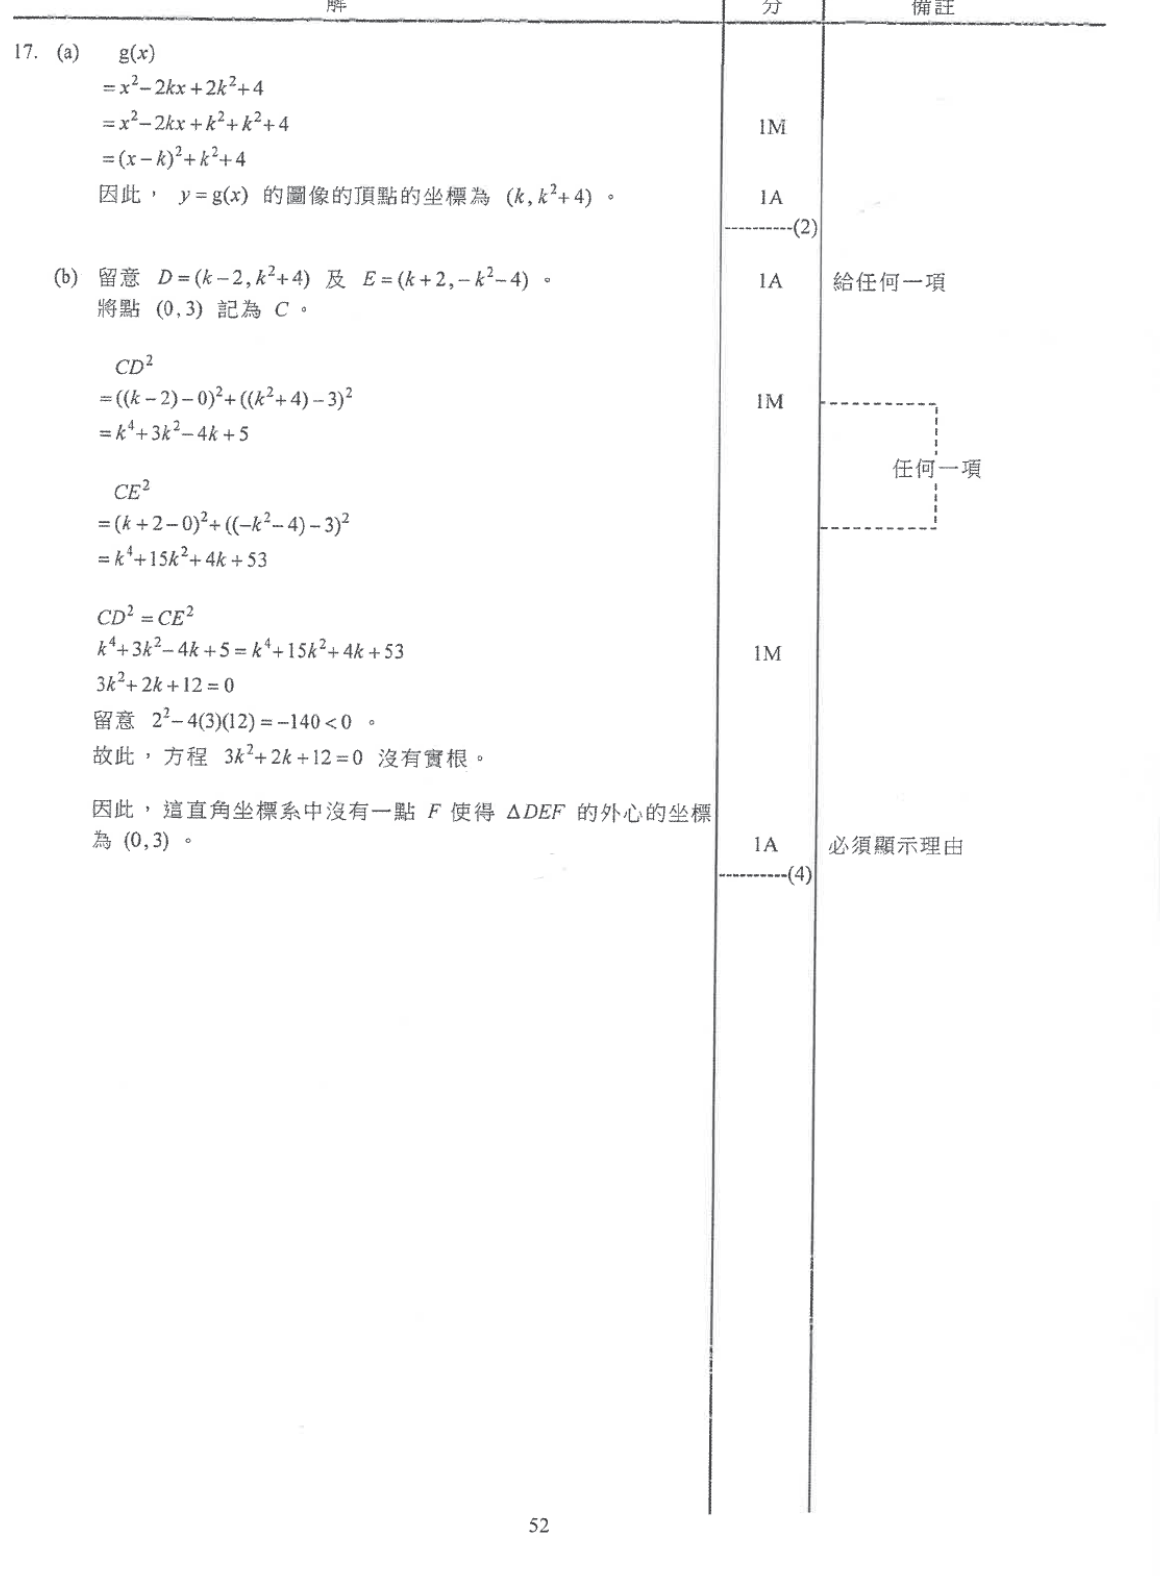 解 分 備註
17. (a) g(x)
= x²– 2kx + 2k²+ 4
= x²– 2kx + k²+ k²+ 4 1M
= (x – k)²+ k²+ 4
因此， y = g(x) 的圖像的頂點的坐標為 (k, k²+ 4) 。 1A
----------(2)
(b) 留意 D = (k – 2, k²+ 4) 及 E = (k + 2, – k²– 4) 。 1A 給任何一項
將點 (0, 3) 記為 C 。
CD²
= ((k – 2) – 0)²+ ((k²+ 4) – 3)² 1M
= k⁴+ 3k²– 4k + 5
任何一項
CE²
= (k + 2 – 0)²+ ((–k²– 4) – 3)²
= k⁴+ 15k²+ 4k + 53
CD² = CE²
k⁴+ 3k²– 4k + 5 = k⁴+ 15k²+ 4k + 53 1M
3k²+ 2k + 12 = 0
留意 2²– 4(3)(12) = –140 < 0 。
故此，方程 3k²+ 2k + 12 = 0 沒有實根。
因此，這直角坐標系中沒有一點 F 使得 ΔDEF 的外心的坐標
為 (0, 3) 。 1A 必須顯示理由
----------(4)
52